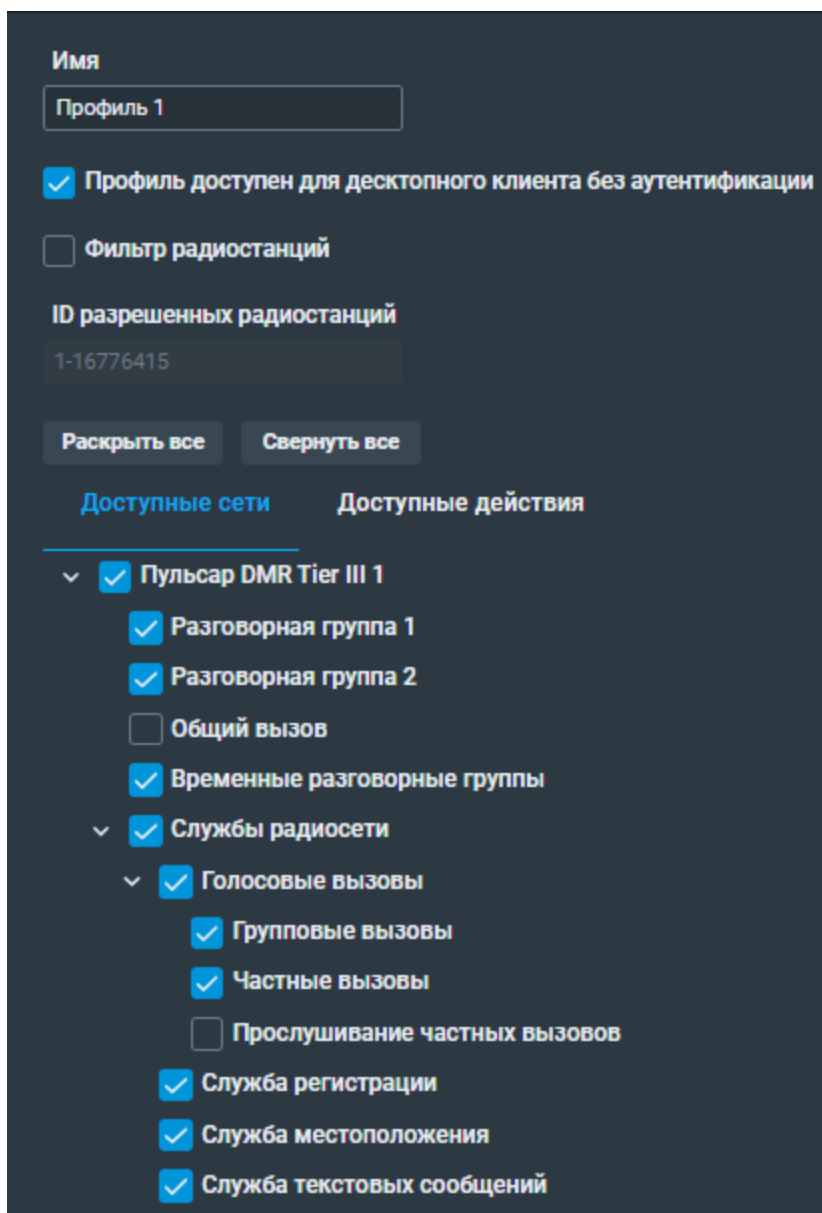 Имя
Профиль 1
Профиль доступен для десктопного клиента без аутентификации
Фильтр радиостанций
ID разрешенных радиостанций
1-16776415
Раскрыть все Свернуть все
Доступные сети Доступные действия
Пульсар DMR Tier III 1
Разговорная группа 1
Разговорная группа 2
Общий вызов
Временные разговорные группы
Службы радиосети
Голосовые вызовы
Групповые вызовы
Частные вызовы
Прослушивание частных вызовов
Служба регистрации
Служба местоположения
Служба текстовых сообщений